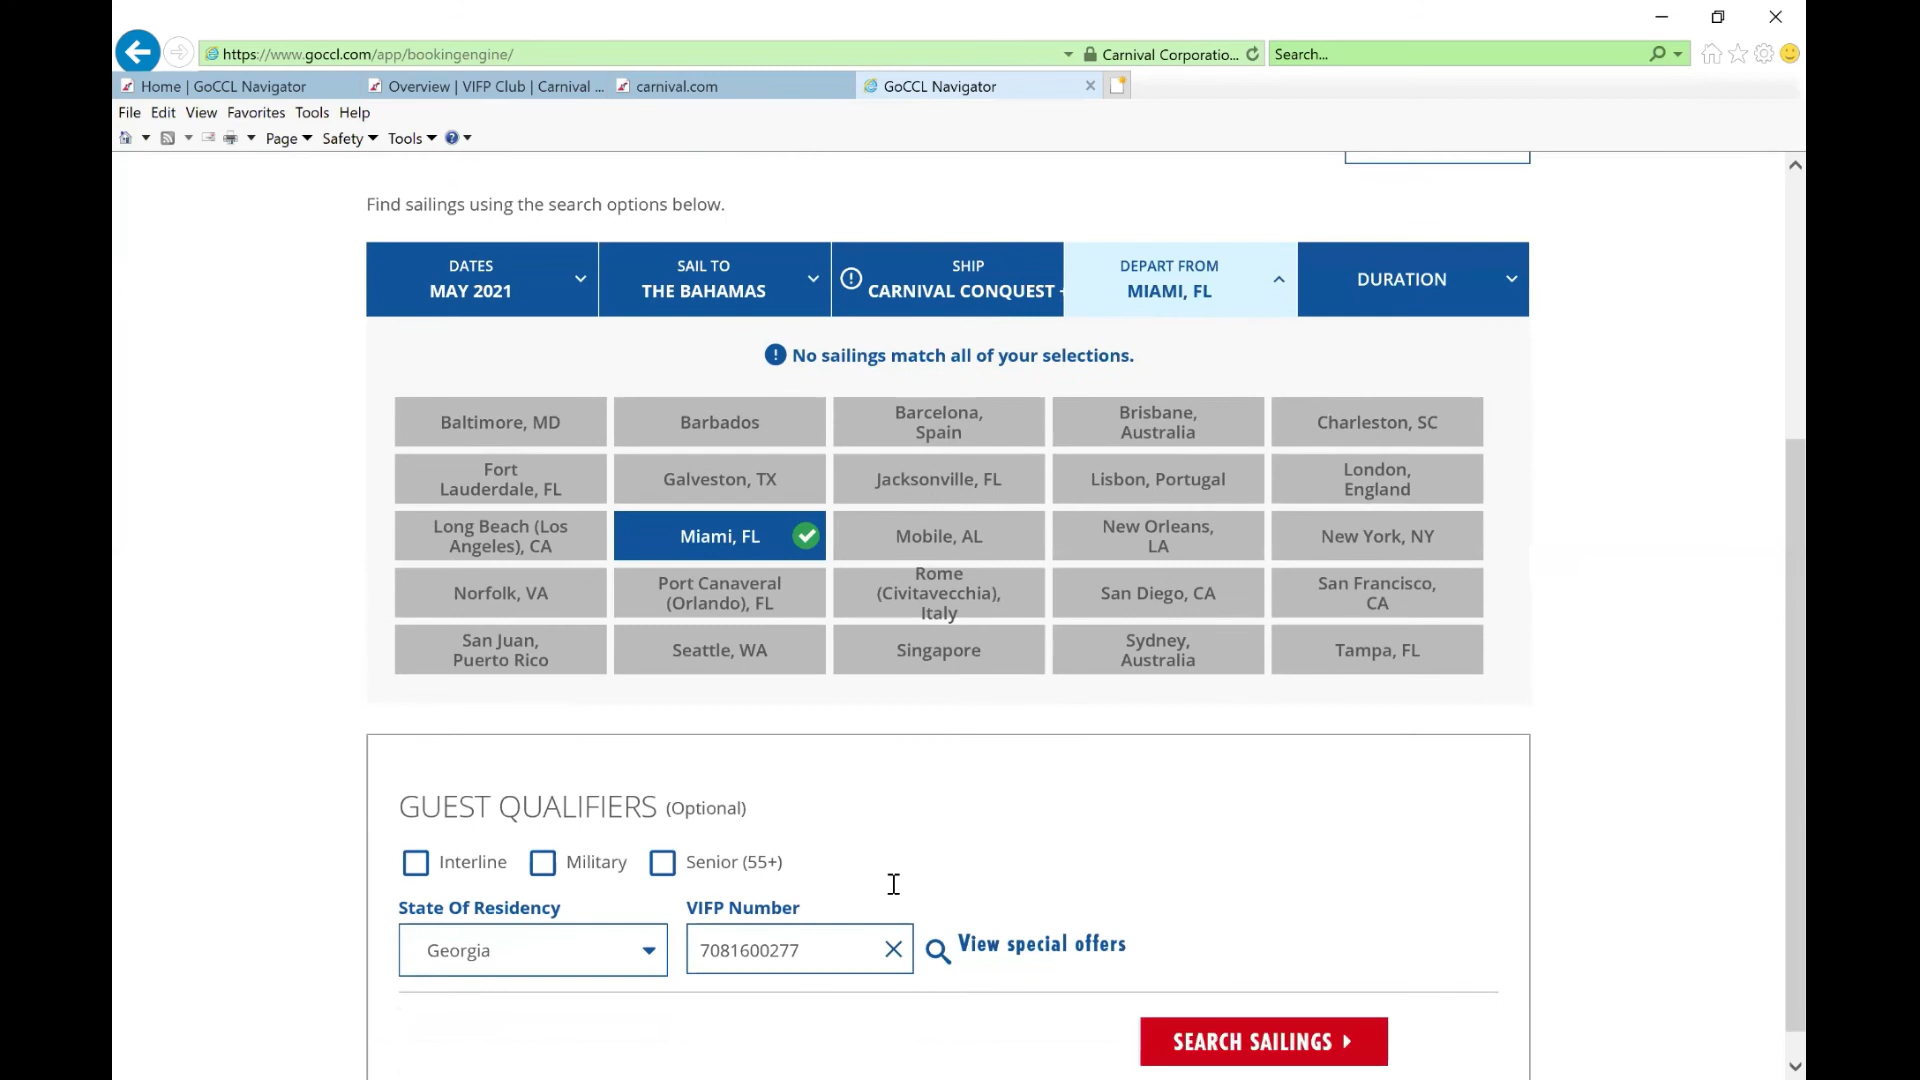 https://www.goccl.com/app/bookingengine/
Carnival Corporatio...
Search...
Home | GoCCL Navigator
Overview | VIFP Club | Carnival ...
carnival.com
GoCCL Navigator
File Edit View Favorites Tools Help
Page Safety Tools
Find sailings using the search options below.
DATES
MAY 2021
SAIL TO
THE BAHAMAS
SHIP
CARNIVAL CONQUEST
DEPART FROM
MIAMI, FL
DURATION
No sailings match all of your selections.
Baltimore, MD
Barbados
Barcelona,
Spain
Brisbane,
Australia
Charleston, SC
Fort
Lauderdale, FL
Galveston, TX
Jacksonville, FL
Lisbon, Portugal
London,
England
Long Beach (Los
Angeles), CA
Miami, FL
Mobile, AL
New Orleans,
LA
New York, NY
Norfolk, VA
Port Canaveral
(Orlando), FL
Rome
(Civitavecchia),
Italy
San Diego, CA
San Francisco,
CA
San Juan,
Puerto Rico
Seattle, WA
Singapore
Sydney,
Australia
Tampa, FL
GUEST QUALIFIERS (Optional)
Interline
Military
Senior (55+)
State Of Residency
VIFP Number
Georgia
7081600277
View special offers
SEARCH SAILINGS